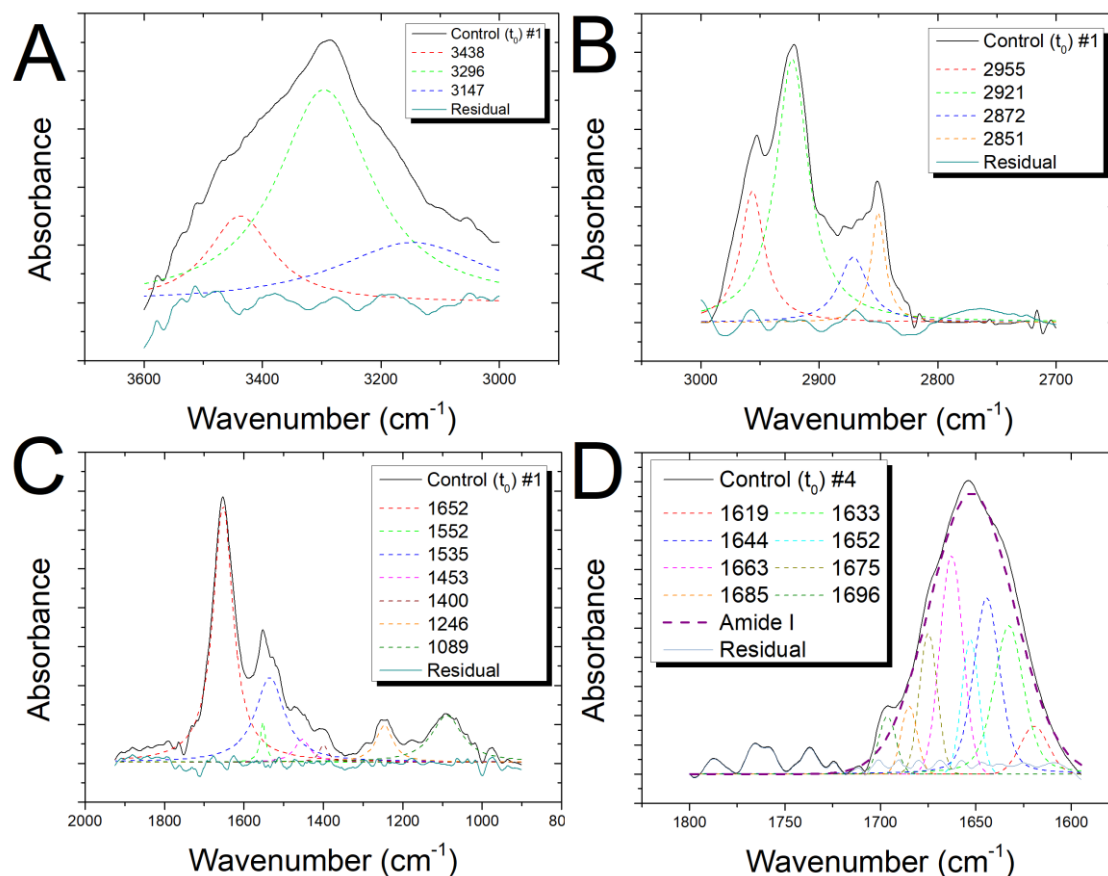 A
Control (t₀) #1
3438
3296
3147
Residual
Absorbance
3600 3400 3200 3000
Wavenumber (cm⁻¹)
B
Control (t₀) #1
2955
2921
2872
2851
Residual
Absorbance
3000 2900 2800 2700
Wavenumber (cm⁻¹)
C
Control (t₀) #1
1652
1552
1535
1453
1400
1246
1089
Residual
Absorbance
2000 1800 1600 1400 1200 1000 800
Wavenumber (cm⁻¹)
D
Control (t₀) #4
1619 1633
1644 1652
1663 1675
1685 1696
Amide I
Residual
Absorbance
1800 1750 1700 1650 1600
Wavenumber (cm⁻¹)